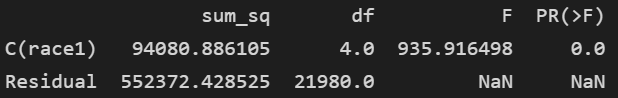 sum_sq df F PR(>F)
C(race1) 94080.886105 4.0 935.916498 0.0
Residual 552372.428525 21980.0 NaN NaN